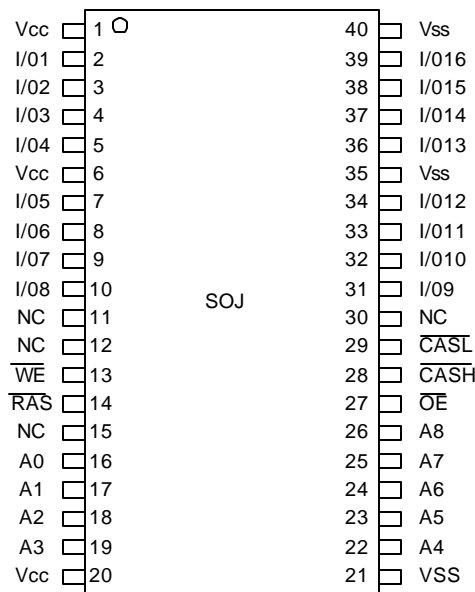 Vcc 1 40 Vss
I/01 2 39 I/016
I/02 3 38 I/015
I/03 4 37 I/014
I/04 5 36 I/013
Vcc 6 35 Vss
I/05 7 34 I/012
I/06 8 33 I/011
I/07 9 32 I/010
I/08 10 31 I/09
SOJ
NC 11 30 NC
NC 12 29 CASL
WE 13 28 CASH
RAS 14 27 OE
NC 15 26 A8
A0 16 25 A7
A1 17 24 A6
A2 18 23 A5
A3 19 22 A4
Vcc 20 21 VSS